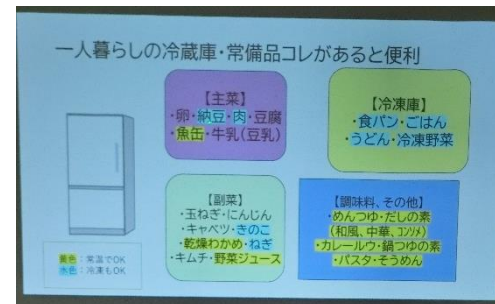 一人暮らしの冷蔵庫・常備品コレがあると便利
【主菜】
・卵・納豆・肉・豆腐
・魚缶・牛乳(豆乳)
【冷凍庫】
・食パン・ごはん
・うどん・冷凍野菜
【副菜】
・玉ねぎ・にんじん
・キャベツ・きのこ
・乾燥わかめ・ねぎ
・キムチ・野菜ジュース
【調味料、その他】
・めんつゆ・だしの素
(和風、中華、コンソメ)
・カレールウ・鍋つゆの素
・パスタ・そうめん
黄色:常温でOK
水色:冷凍もOK